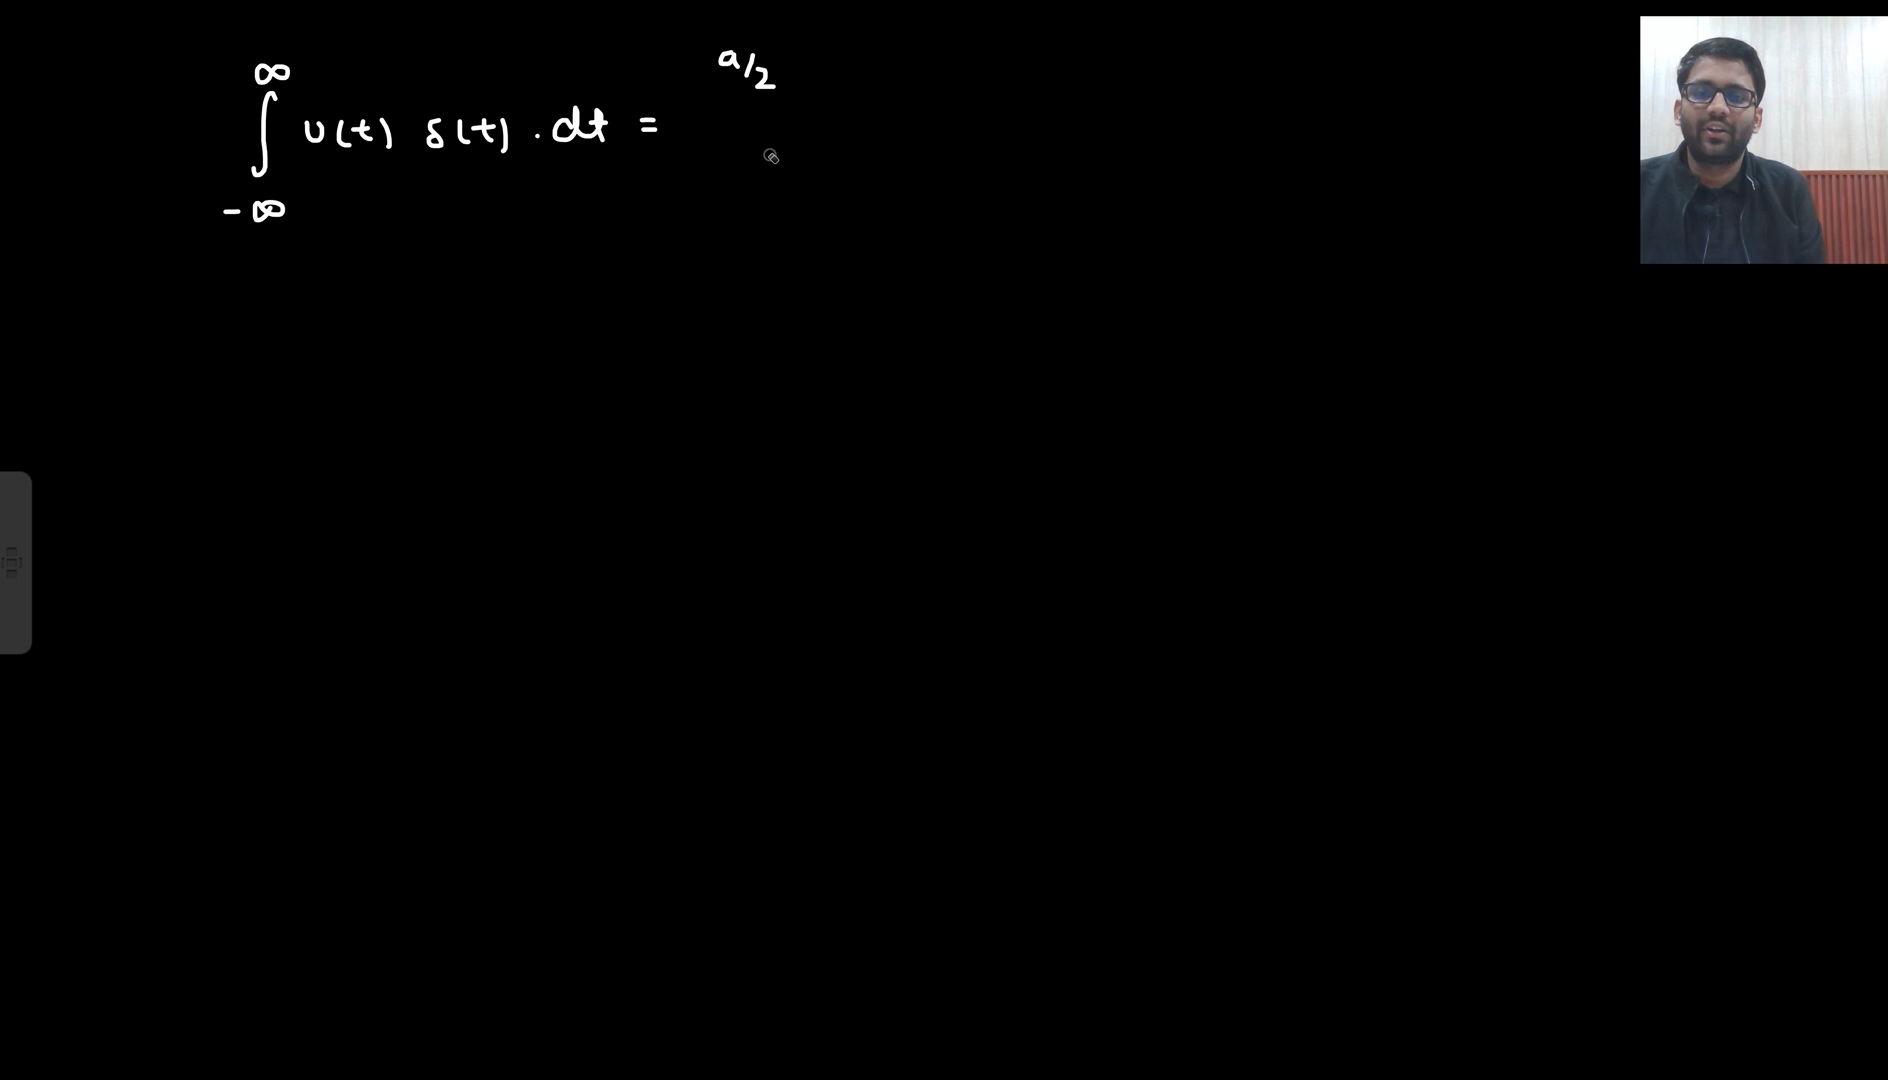 ∞ a/2
∫ u(t) δ(t) . dt =
- ∞